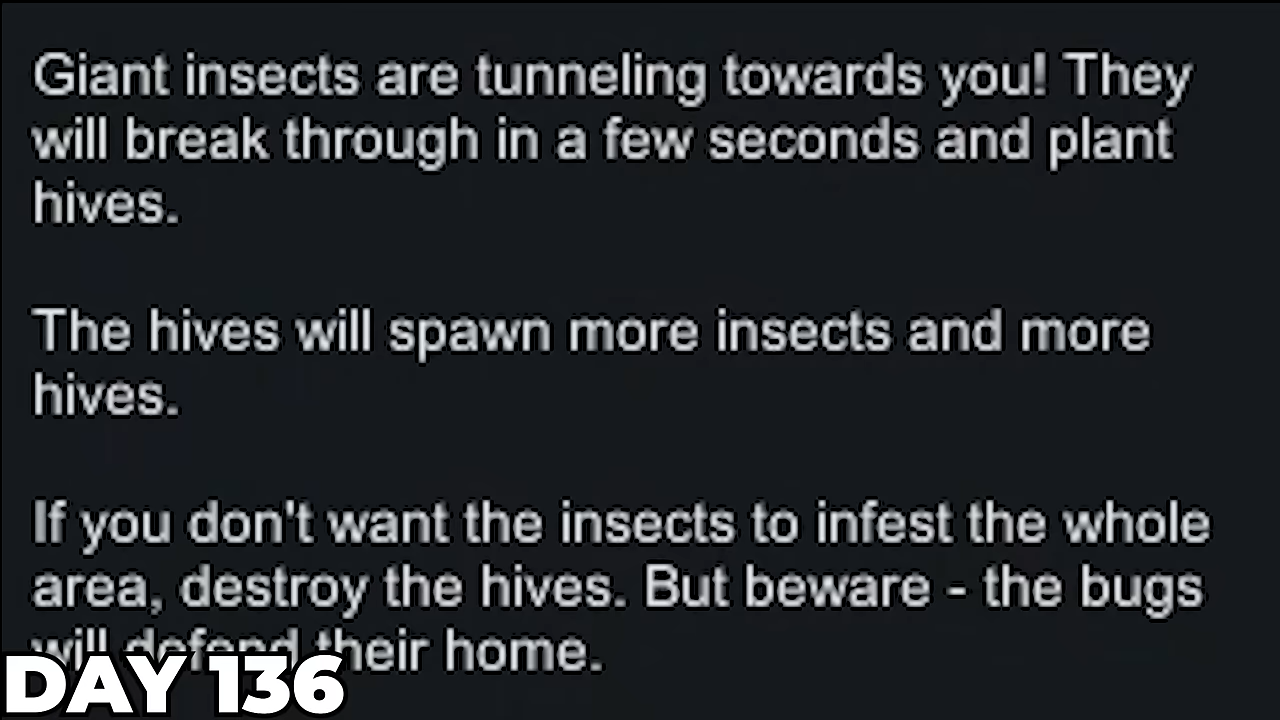 Giant insects are tunneling towards you! They
will break through in a few seconds and plant
hives.
The hives will spawn more insects and more
hives.
If you don't want the insects to infest the whole
area, destroy the hives. But beware - the bugs
will defend their home.
DAY 136